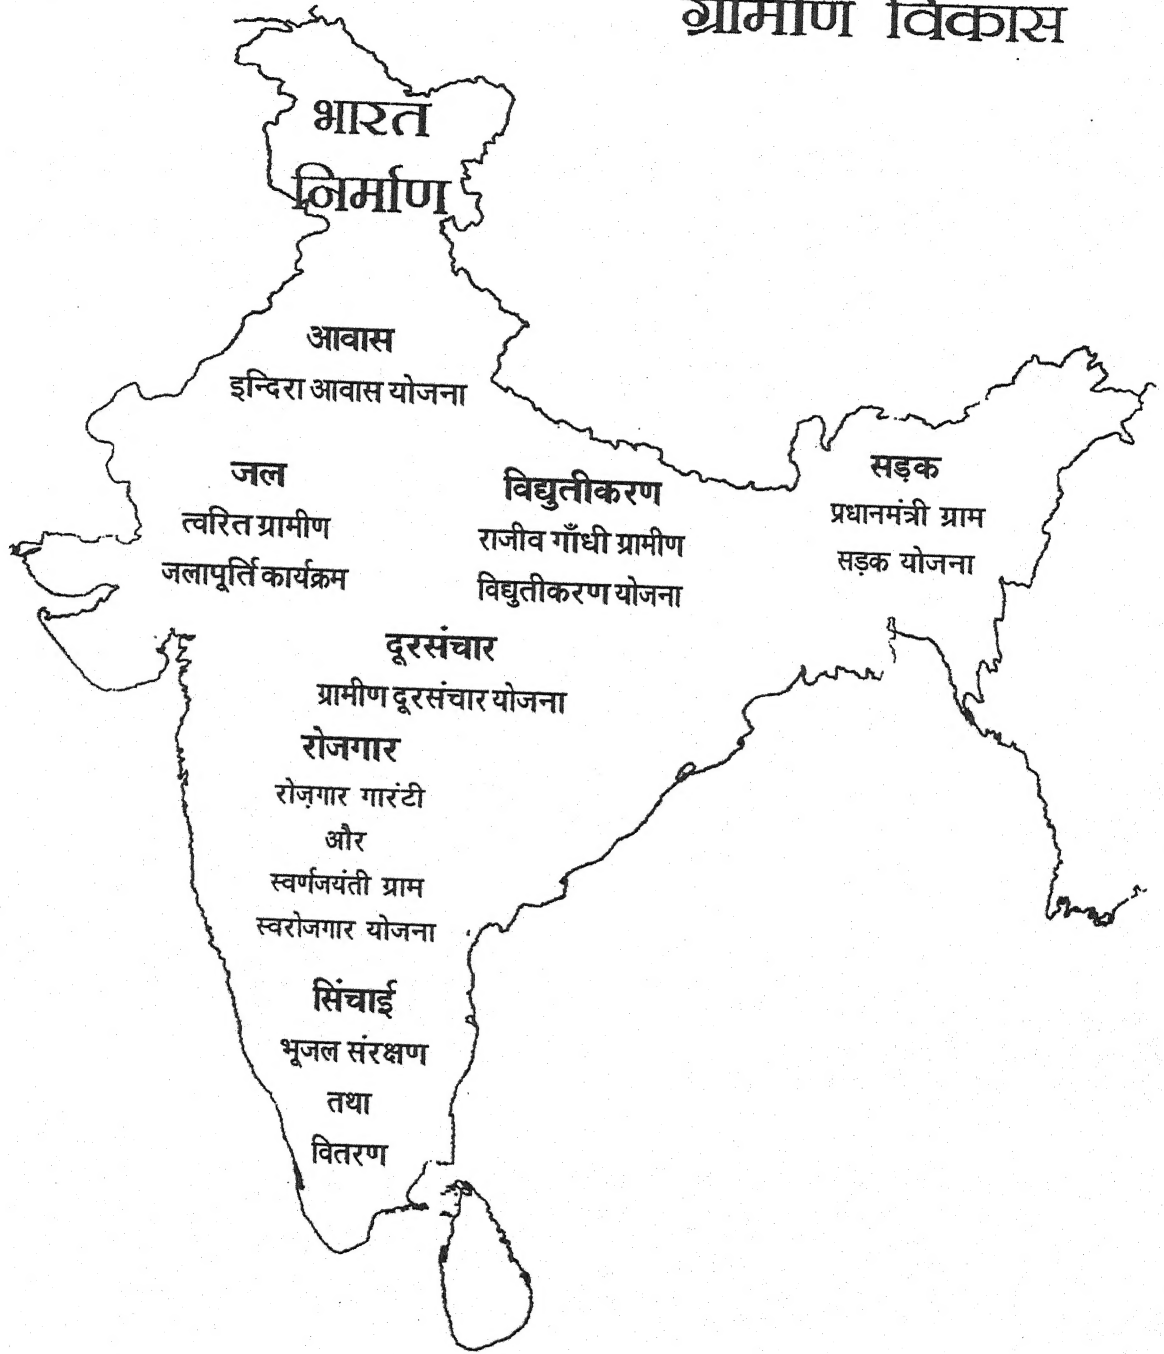 ग्रामीण विकास
भारत
निर्माण
आवास
इन्दिरा आवास योजना
जल
त्वरित ग्रामीण
जलापूर्ति कार्यक्रम
विद्युतीकरण
राजीव गाँधी ग्रामीण
विद्युतीकरण योजना
सड़क
प्रधानमंत्री ग्राम
सड़क योजना
दूरसंचार
ग्रामीण दूरसंचार योजना
रोजगार
रोज़गार गारंटी
और
स्वर्णजयंती ग्राम
स्वरोजगार योजना
सिंचाई
भूजल संरक्षण
तथा
वितरण